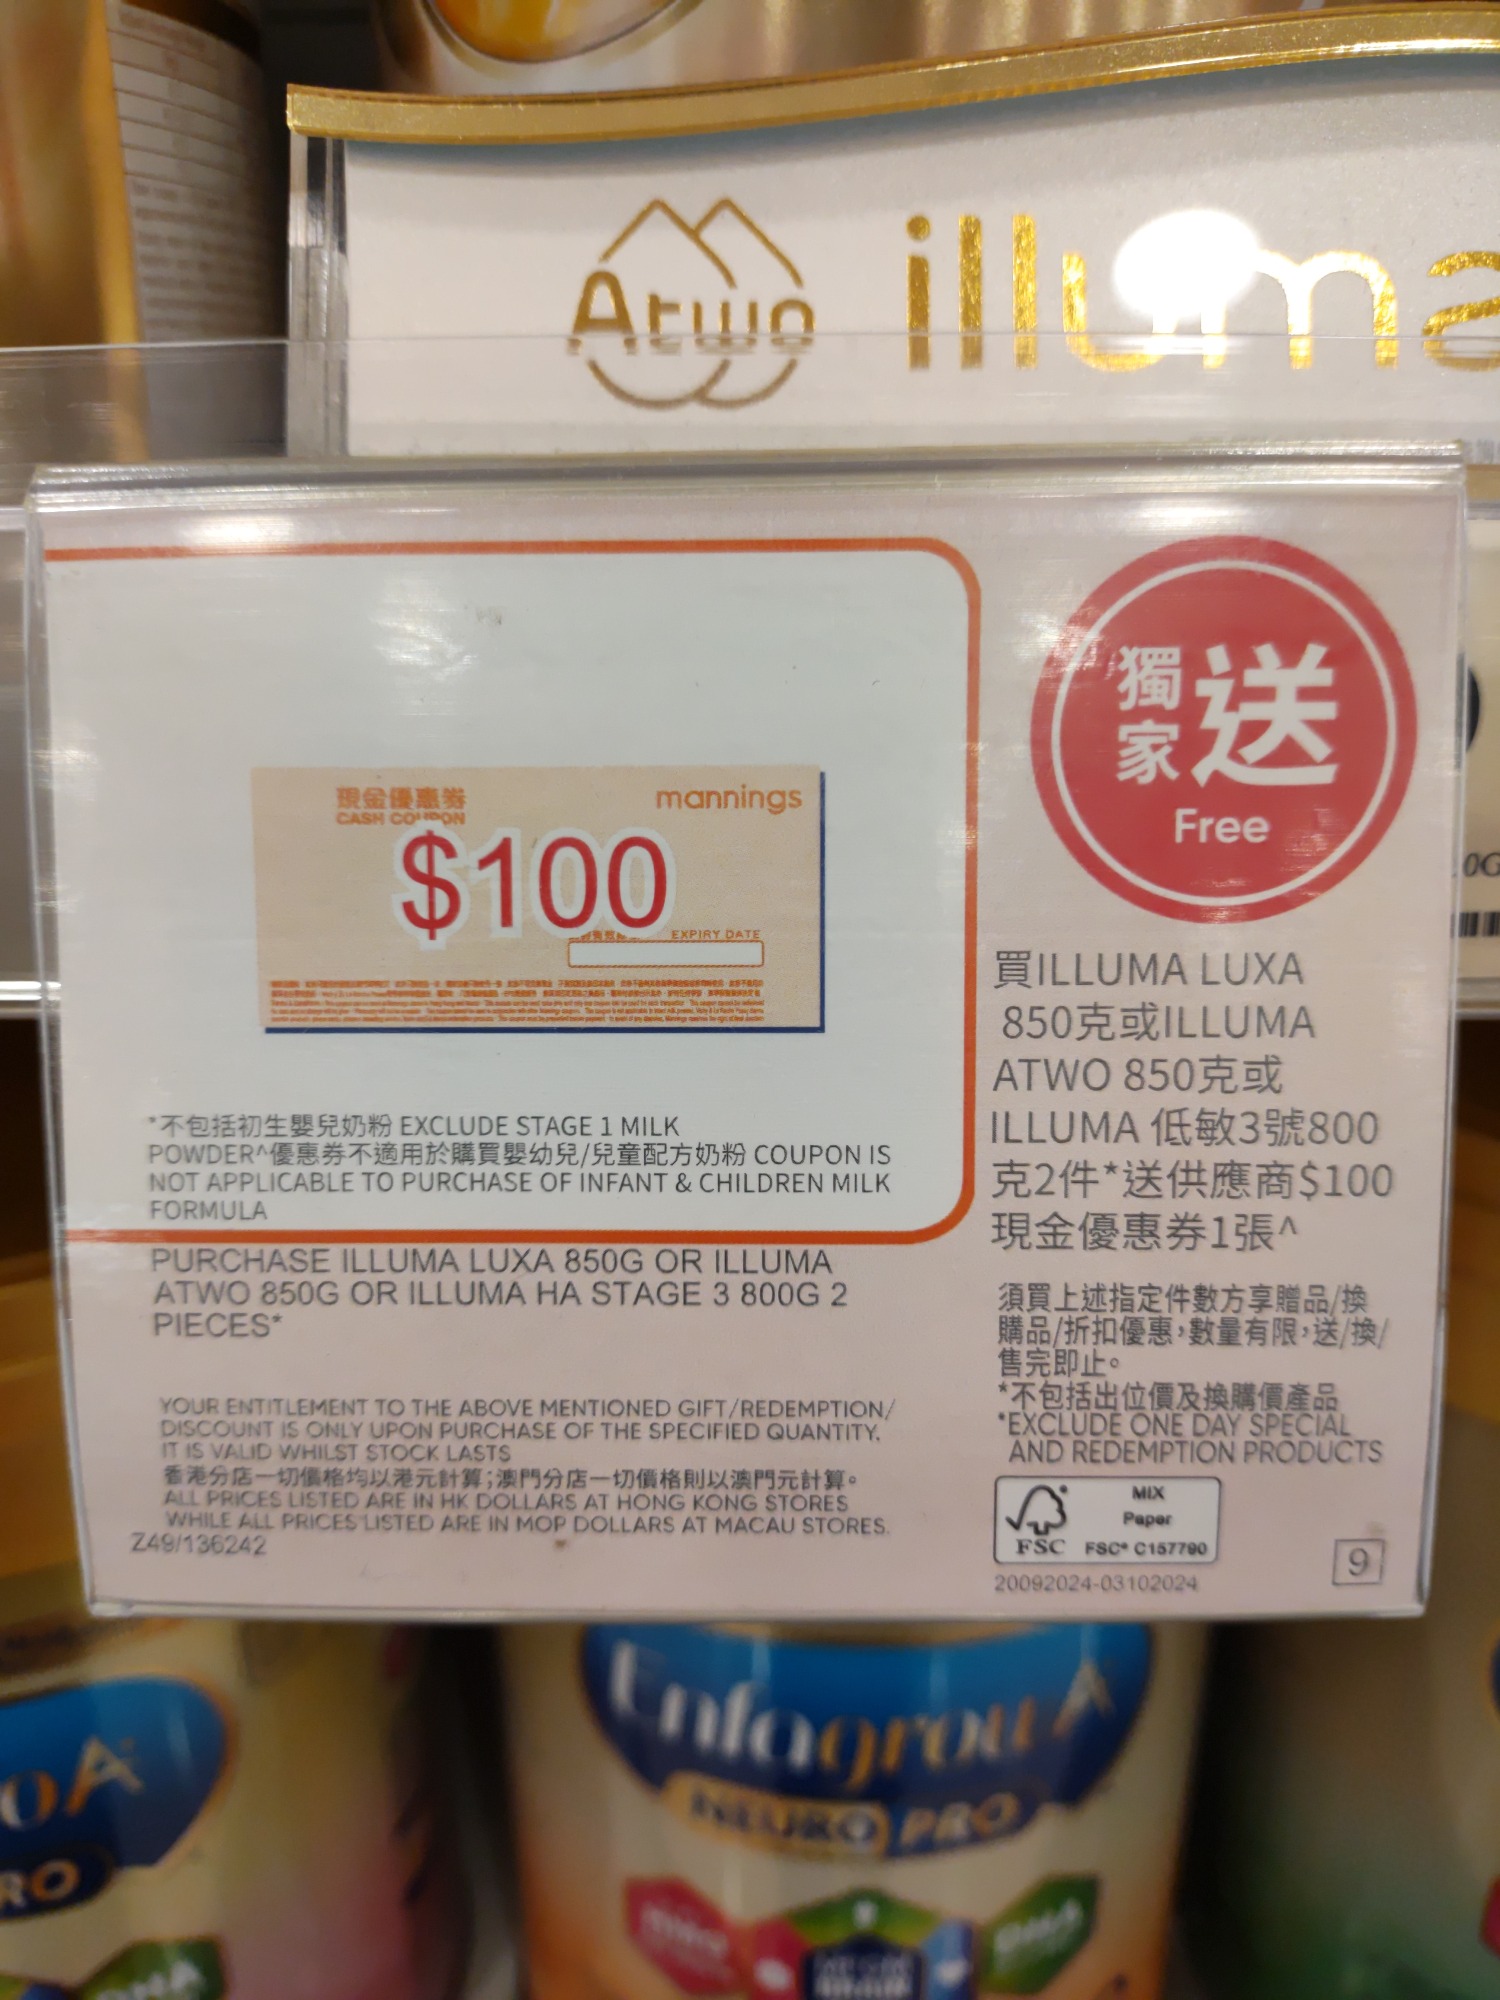 Atwo
illuma
獨家送
Free
現金優惠券
mannings
CASH COUPON
$100
EXPIRY DATE
*不包括初生嬰兒奶粉 EXCLUDE STAGE 1 MILK
POWDER^優惠券不適用於購買嬰幼兒/兒童配方奶粉 COUPON IS
NOT APPLICABLE TO PURCHASE OF INFANT & CHILDREN MILK
FORMULA
PURCHASE ILLUMA LUXA 850G OR ILLUMA
ATWO 850G OR ILLUMA HA STAGE 3 800G 2
PIECES*
YOUR ENTITLEMENT TO THE ABOVE MENTIONED GIFT/REDEMPTION/
DISCOUNT IS ONLY UPON PURCHASE OF THE SPECIFIED QUANTITY.
IT IS VALID WHILST STOCK LASTS
香港分店一切價格均以港元計算;澳門分店一切價格則以澳門元計算。
ALL PRICES LISTED ARE IN HK DOLLARS AT HONG KONG STORES
WHILE ALL PRICES LISTED ARE IN MOP DOLLARS AT MACAU STORES.
Z49/136242
買ILLUMA LUXA
850克或ILLUMA
ATWO 850克或
ILLUMA 低敏3號800
克2件*送供應商$100
現金優惠券1張^
須買上述指定件數方享贈品/換
購品/折扣優惠,數量有限,送/換/
售完即止。
*不包括出位價及換購價產品
*EXCLUDE ONE DAY SPECIAL
AND REDEMPTION PRODUCTS
MIX
Paper
FSC FSC® C157790
20092024-03102024
9
0G
Enfagrow A+
NEURO PRO
oA+
RO
DHA
DHA